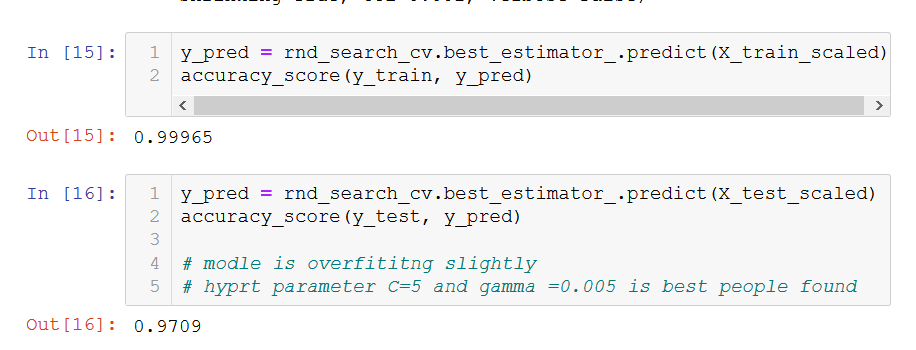 In [15]:
1 y_pred = rnd_search_cv.best_estimator_.predict(X_train_scaled)
2 accuracy_score(y_train, y_pred)
Out[15]: 0.99965
In [16]:
1 y_pred = rnd_search_cv.best_estimator_.predict(X_test_scaled)
2 accuracy_score(y_test, y_pred)
3
4 # modle is overfititng slightly
5 # hyprt parameter C=5 and gamma =0.005 is best people found
Out[16]: 0.9709